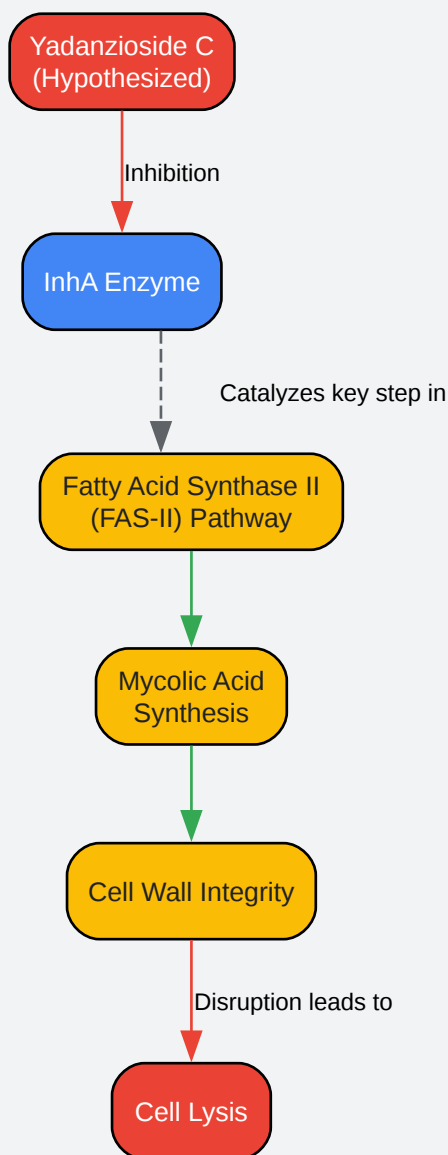 Yadanzioside C
(Hypothesized)
Inhibition
InhA Enzyme
Catalyzes key step in
Fatty Acid Synthase II
(FAS-II) Pathway
Mycolic Acid
Synthesis
Cell Wall Integrity
Disruption leads to
Cell Lysis